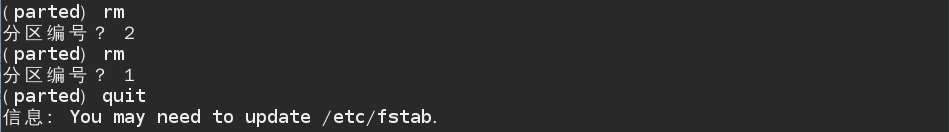 (parted) rm
分区编号？ 2
(parted) rm
分区编号？ 1
(parted) quit
信息: You may need to update /etc/fstab.